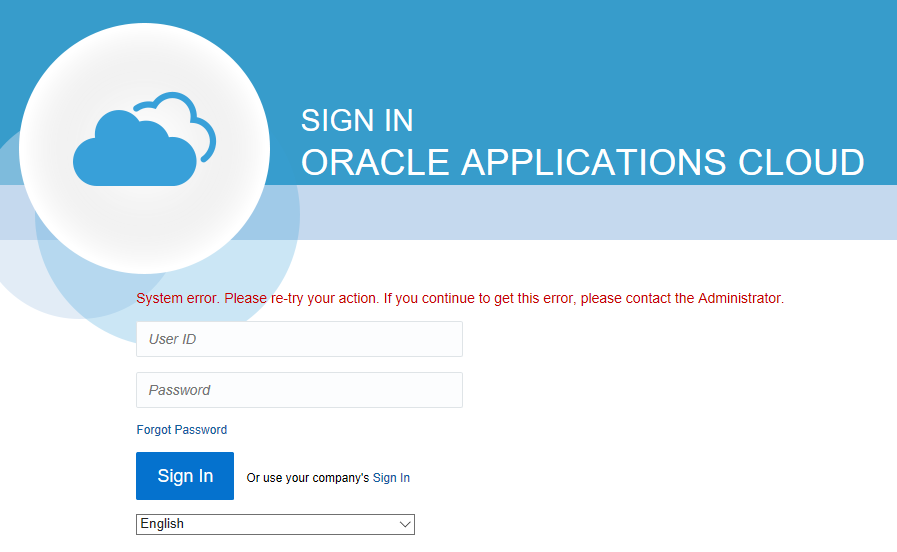 SIGN IN
ORACLE APPLICATIONS CLOUD
System error. Please re-try your action. If you continue to get this error, please contact the Administrator.
User ID
Password
Forgot Password
Sign In Or use your company's Sign In
English